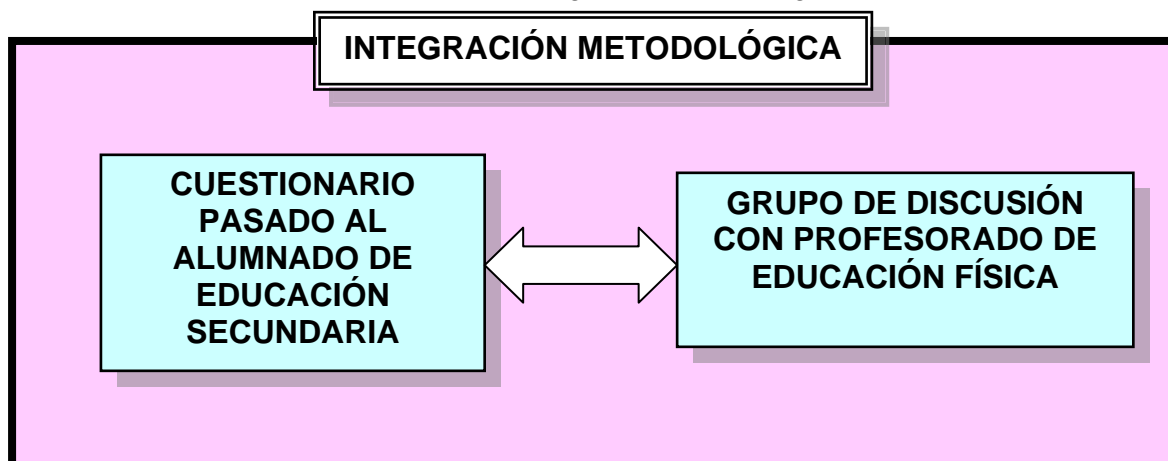 INTEGRACIÓN METODOLÓGICA
CUESTIONARIO
PASADO AL
ALUMNADO DE
EDUCACIÓN
SECUNDARIA
GRUPO DE DISCUSIÓN
CON PROFESORADO DE
EDUCACIÓN FÍSICA